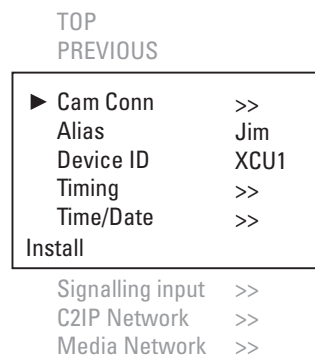 TOP
PREVIOUS
► Cam Conn >>
Alias Jim
Device ID XCU1
Timing >>
Time/Date >>
Install
Signalling input >>
C2IP Network >>
Media Network >>